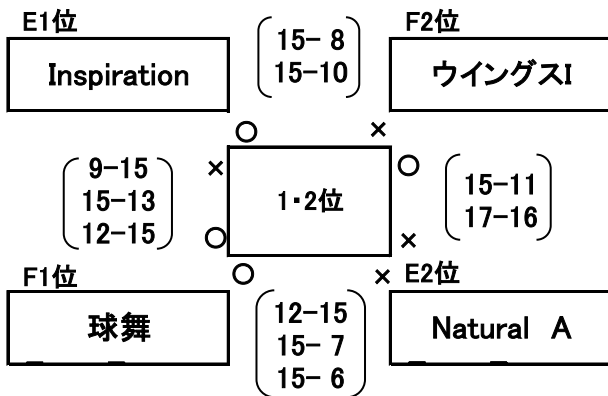 E1位
F2位
Inspiration
15- 8
15-10
ウイングスI
○ ×
9-15
15-13
12-15
×
1・2位
○
15-11
17-16
○
×
○ ×
F1位
E2位
球舞
12-15
15- 7
15- 6
Natural A